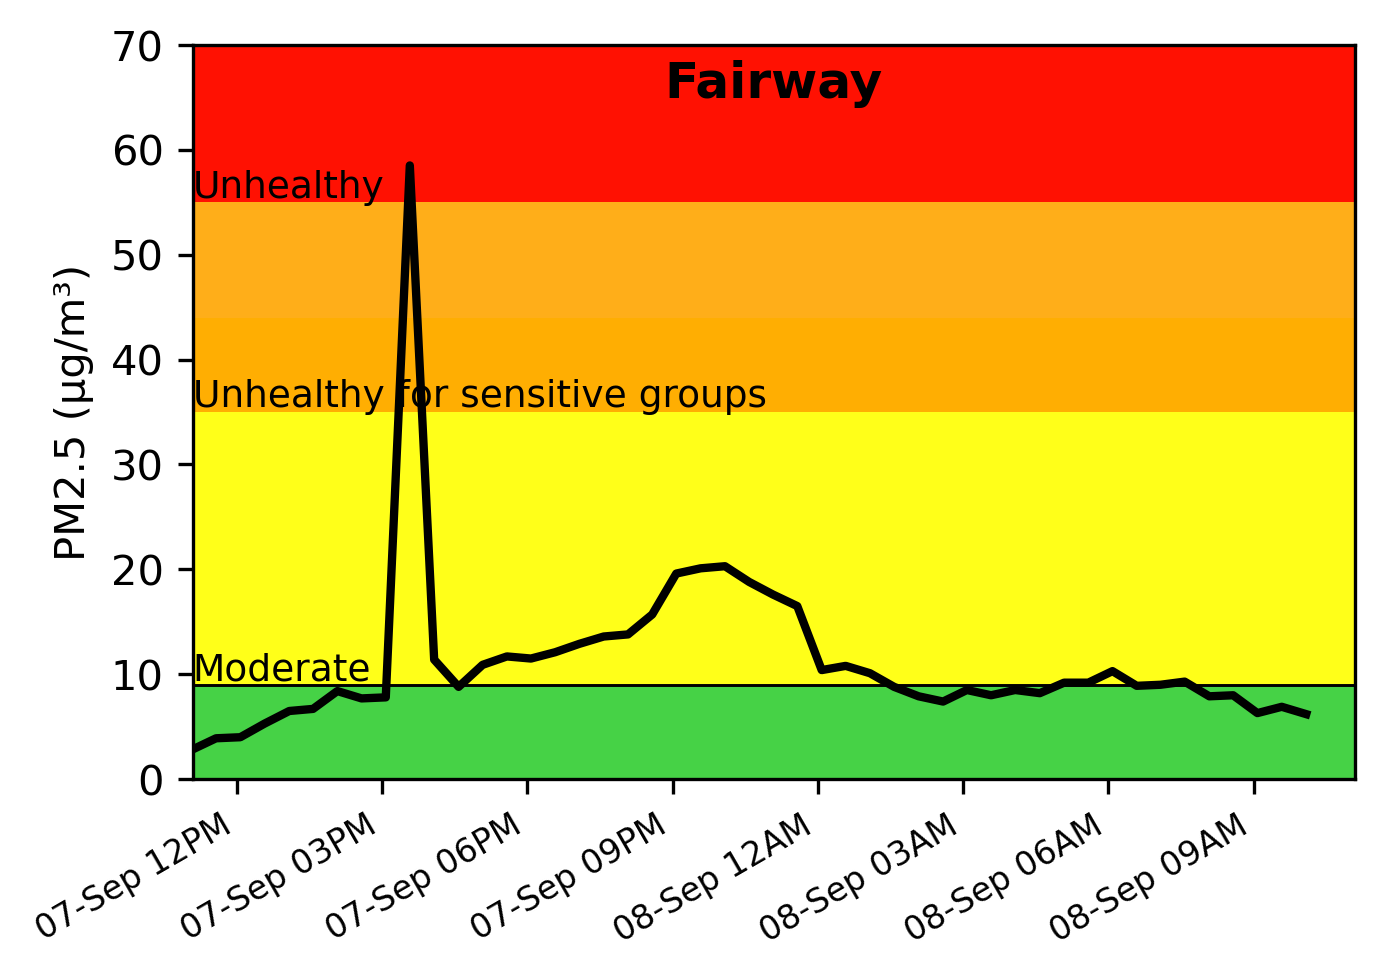 Fairway
PM2.5 (µg/m³)
70
60
50
40
30
20
10
0
Unhealthy
Unhealthy for sensitive groups
Moderate
07-Sep 12PM
07-Sep 03PM
07-Sep 06PM
07-Sep 09PM
08-Sep 12AM
08-Sep 03AM
08-Sep 06AM
08-Sep 09AM